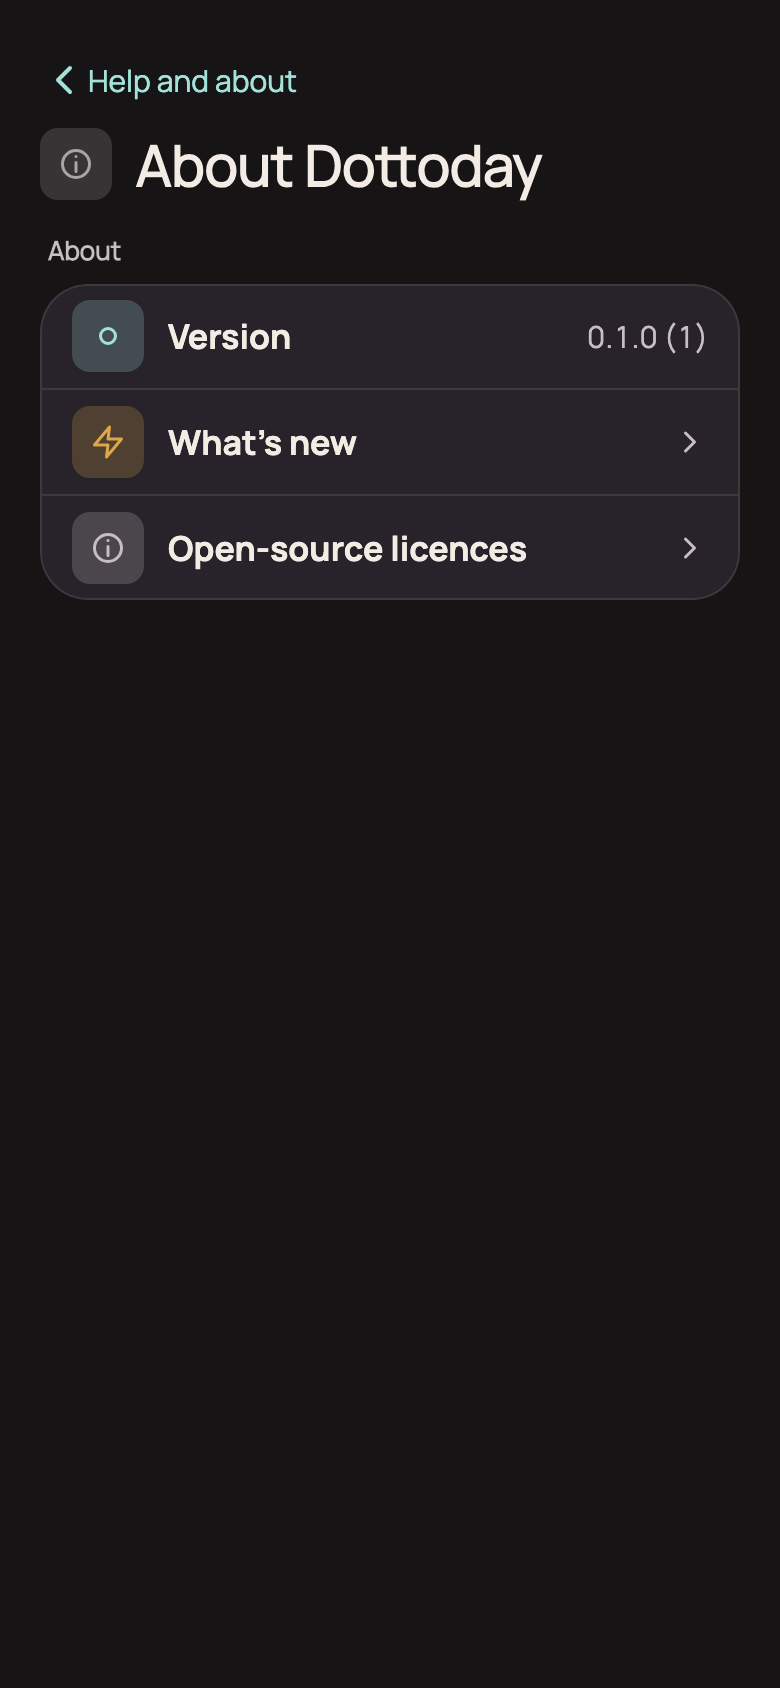 Help and about
About Dottoday
About
Version 0.1.0 (1)
What’s new
Open-source licences